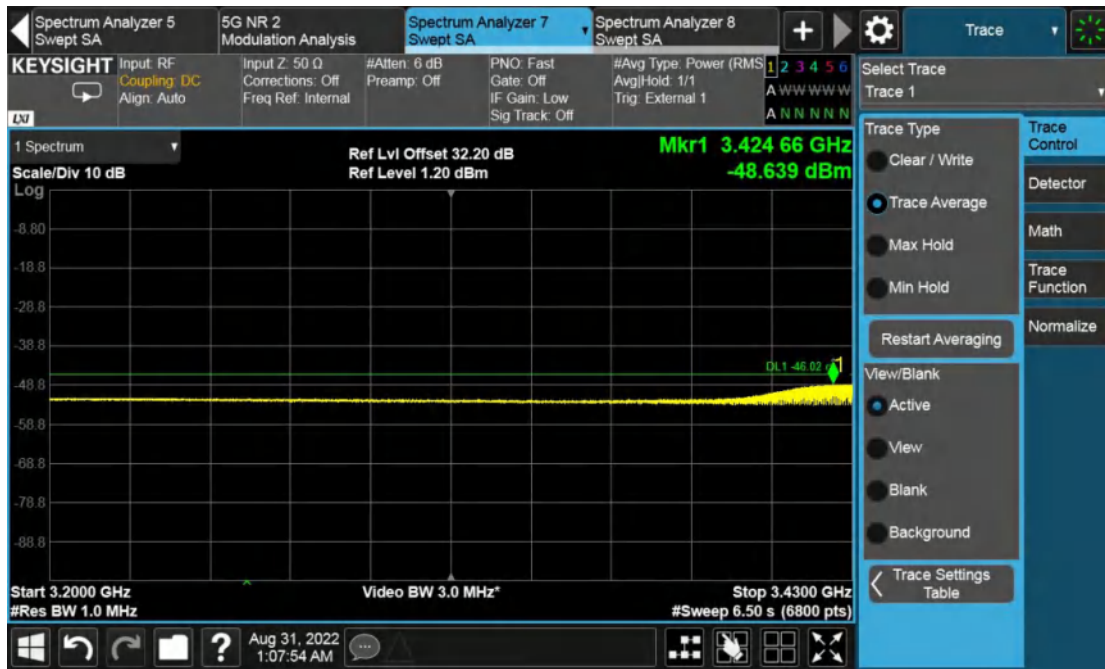 Spectrum Analyzer 5
Swept SA
5G NR 2
Modulation Analysis
Spectrum Analyzer 7
Swept SA
Spectrum Analyzer 8
Swept SA
+
Trace
KEYSIGHT
LXI
Input: RF
Coupling: DC
Align: Auto
Input Z: 50 Ω
Corrections: Off
Freq Ref: Internal
#Atten: 6 dB
Preamp: Off
PNO: Fast
Gate: Off
IF Gain: Low
Sig Track: Off
#Avg Type: Power (RMS
Avg|Hold: 1/1
Trig: External 1
1 2 3 4 5 6
A W W W W W
A N N N N N
Select Trace
Trace 1
1 Spectrum
Scale/Div 10 dB
Log
Ref Lvl Offset 32.20 dB
Ref Level 1.20 dBm
Mkr1 3.424 66 GHz
-48.639 dBm
-8.80
-18.8
-28.8
-38.8
-48.8
-58.8
-68.8
-78.8
-88.8
DL1 -46.02
1
Start 3.2000 GHz
#Res BW 1.0 MHz
Video BW 3.0 MHz*
Stop 3.4300 GHz
#Sweep 6.50 s (6800 pts)
Trace Type
Clear / Write
Trace Average
Max Hold
Min Hold
Restart Averaging
View/Blank
Active
View
Blank
Background
Trace Settings
Table
Trace
Control
Detector
Math
Trace
Function
Normalize
?
Aug 31, 2022
1:07:54 AM